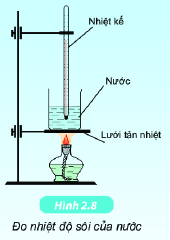 Nhiệt kế
Nước
Lưới tản nhiệt
Hình 2.8
Đo nhiệt độ sôi của nước